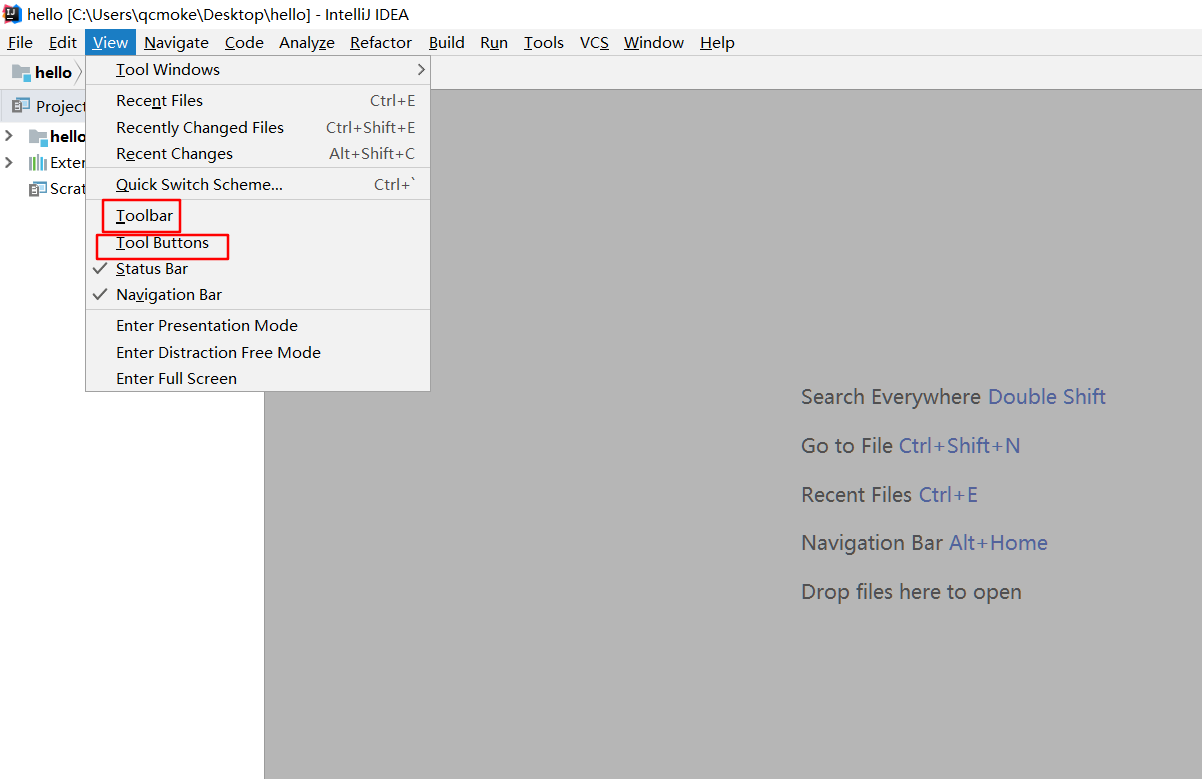 hello [C:\Users\qcmoke\Desktop\hello] - IntelliJ IDEA
File Edit View Navigate Code Analyze Refactor Build Run Tools VCS Window Help
hello
Project
hello
Exter
Scrat
Tool Windows
Recent Files Ctrl+E
Recently Changed Files Ctrl+Shift+E
Recent Changes Alt+Shift+C
Quick Switch Scheme... Ctrl+`
Toolbar
Tool Buttons
Status Bar
Navigation Bar
Enter Presentation Mode
Enter Distraction Free Mode
Enter Full Screen
Search Everywhere Double Shift
Go to File Ctrl+Shift+N
Recent Files Ctrl+E
Navigation Bar Alt+Home
Drop files here to open